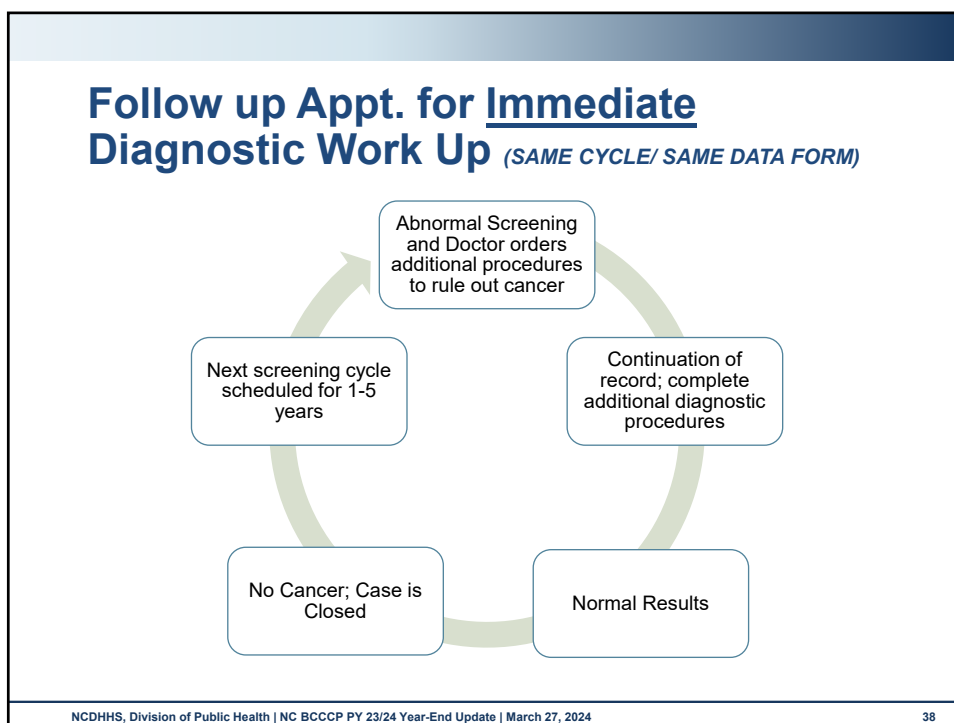 Follow up Appt. for Immediate
Diagnostic Work Up (SAME CYCLE/ SAME DATA FORM)
Abnormal Screening
and Doctor orders
additional procedures
to rule out cancer
Continuation of
record; complete
additional diagnostic
procedures
Normal Results
No Cancer; Case is
Closed
Next screening cycle
scheduled for 1-5
years
NCDHHS, Division of Public Health | NC BCCCP PY 23/24 Year-End Update | March 27, 2024
38